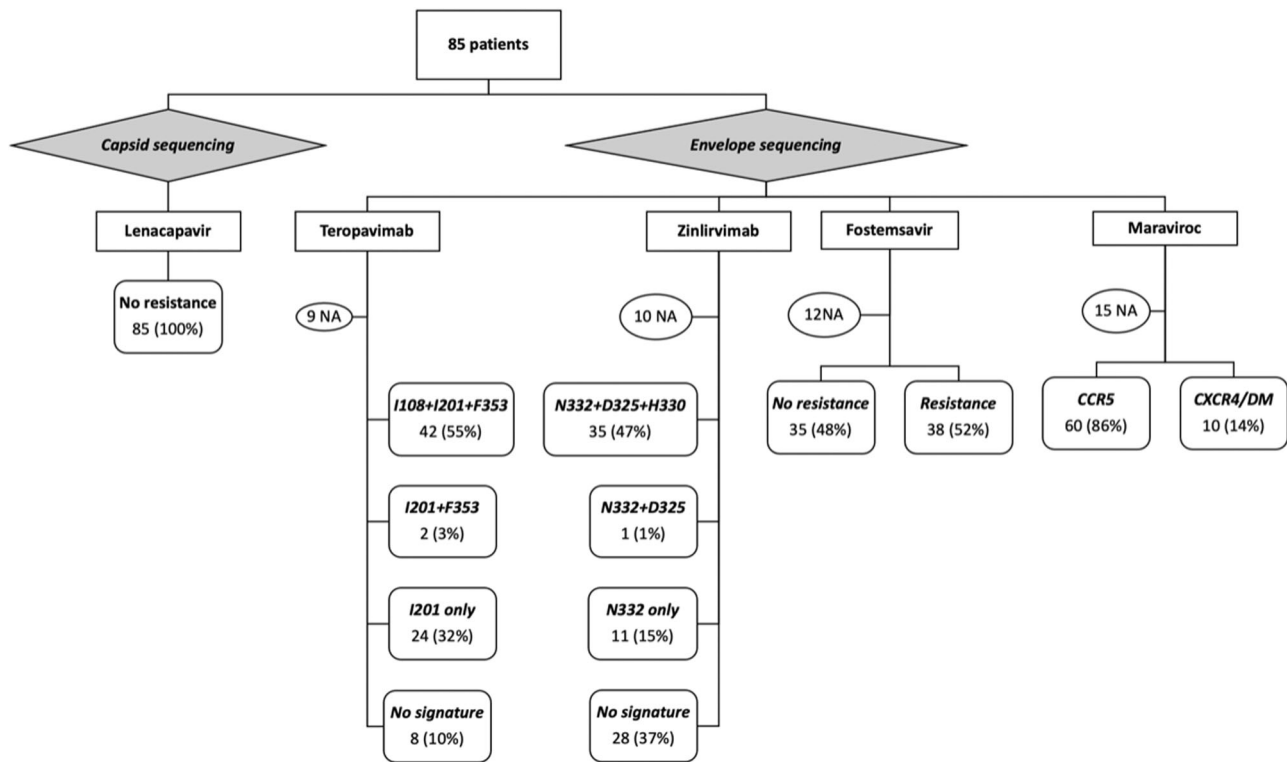 85 patients
Capsid sequencing
Envelope sequencing
Lenacapavir
Teropavimab
Zinlirvimab
Fostemsavir
Maraviroc
No resistance
85 (100%)
9 NA
10 NA
12NA
15 NA
I108+I201+F353
42 (55%)
N332+D325+H330
35 (47%)
No resistance
35 (48%)
Resistance
38 (52%)
CCR5
60 (86%)
CXCR4/DM
10 (14%)
I201+F353
2 (3%)
N332+D325
1 (1%)
I201 only
24 (32%)
N332 only
11 (15%)
No signature
8 (10%)
No signature
28 (37%)